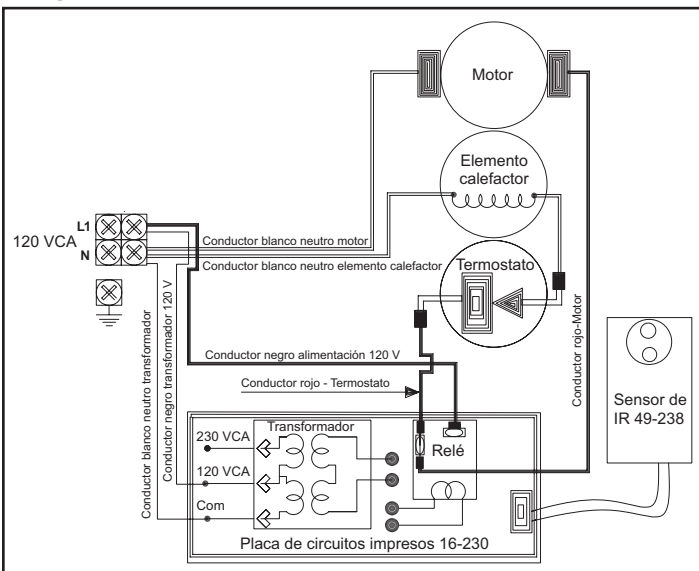 Motor
Elemento
calefactor
L1
120 VCA
N
Conductor blanco neutro motor
Conductor blanco neutro elemento calefactor
Termostato
Conductor rojo-Motor
Conductor blanco neutro transformador
Conductor negro transformador 120 V
Conductor negro alimentación 120 V
Conductor rojo - Termostato
Sensor de
IR 49-238
Transformador
230 VCA
120 VCA
Com
Relé
Placa de circuitos impresos 16-230